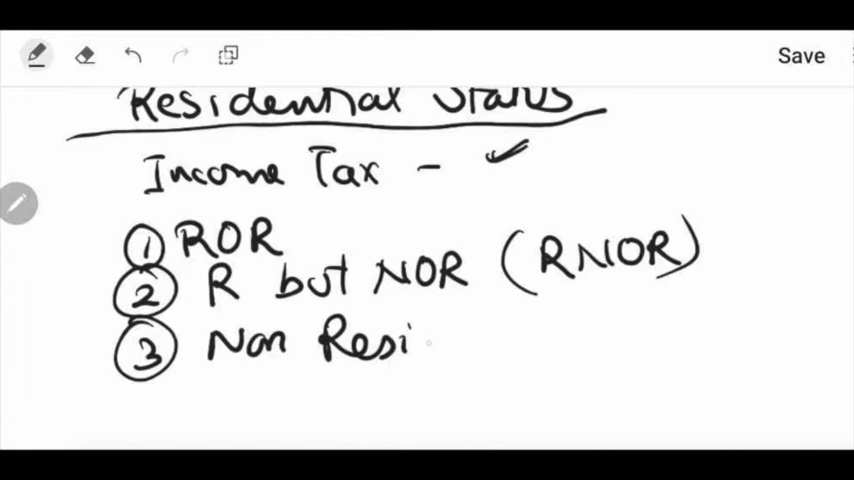 Save
Residential Status
Income Tax - ✓
① ROR
② R but NOR (RNOR)
③ Non Resi